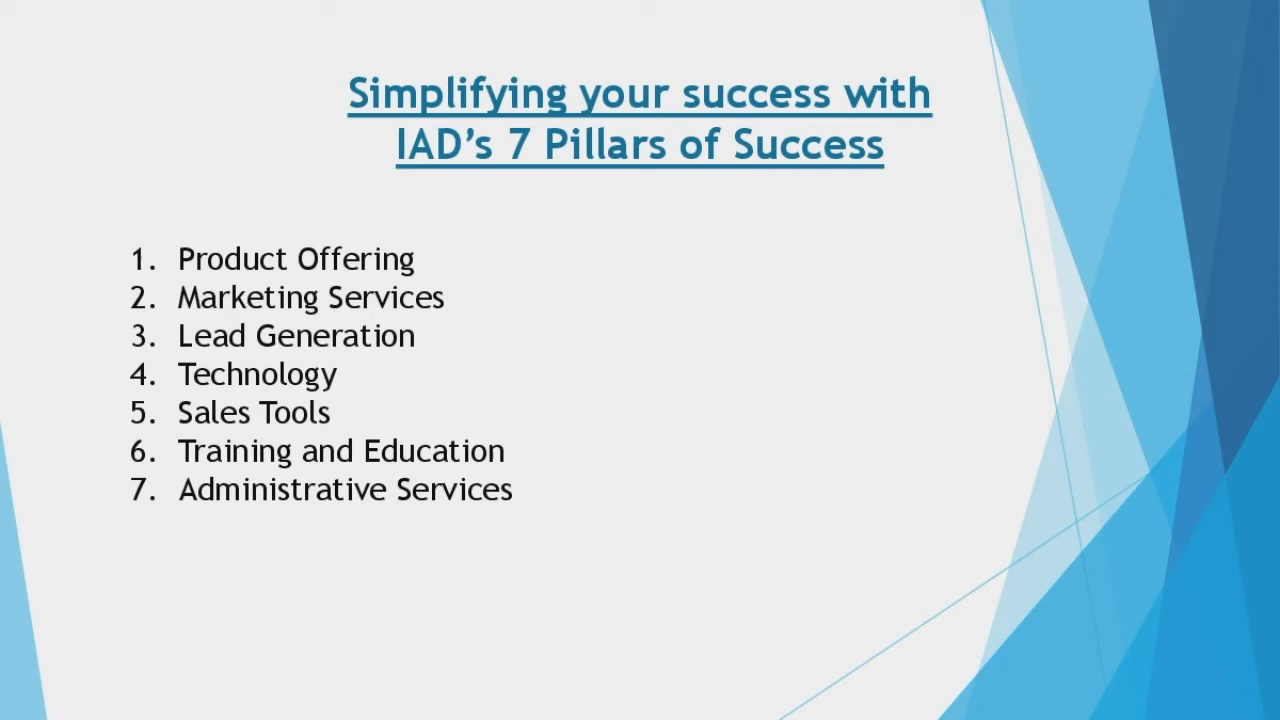 Simplifying your success with
IAD’s 7 Pillars of Success
1. Product Offering
2. Marketing Services
3. Lead Generation
4. Technology
5. Sales Tools
6. Training and Education
7. Administrative Services